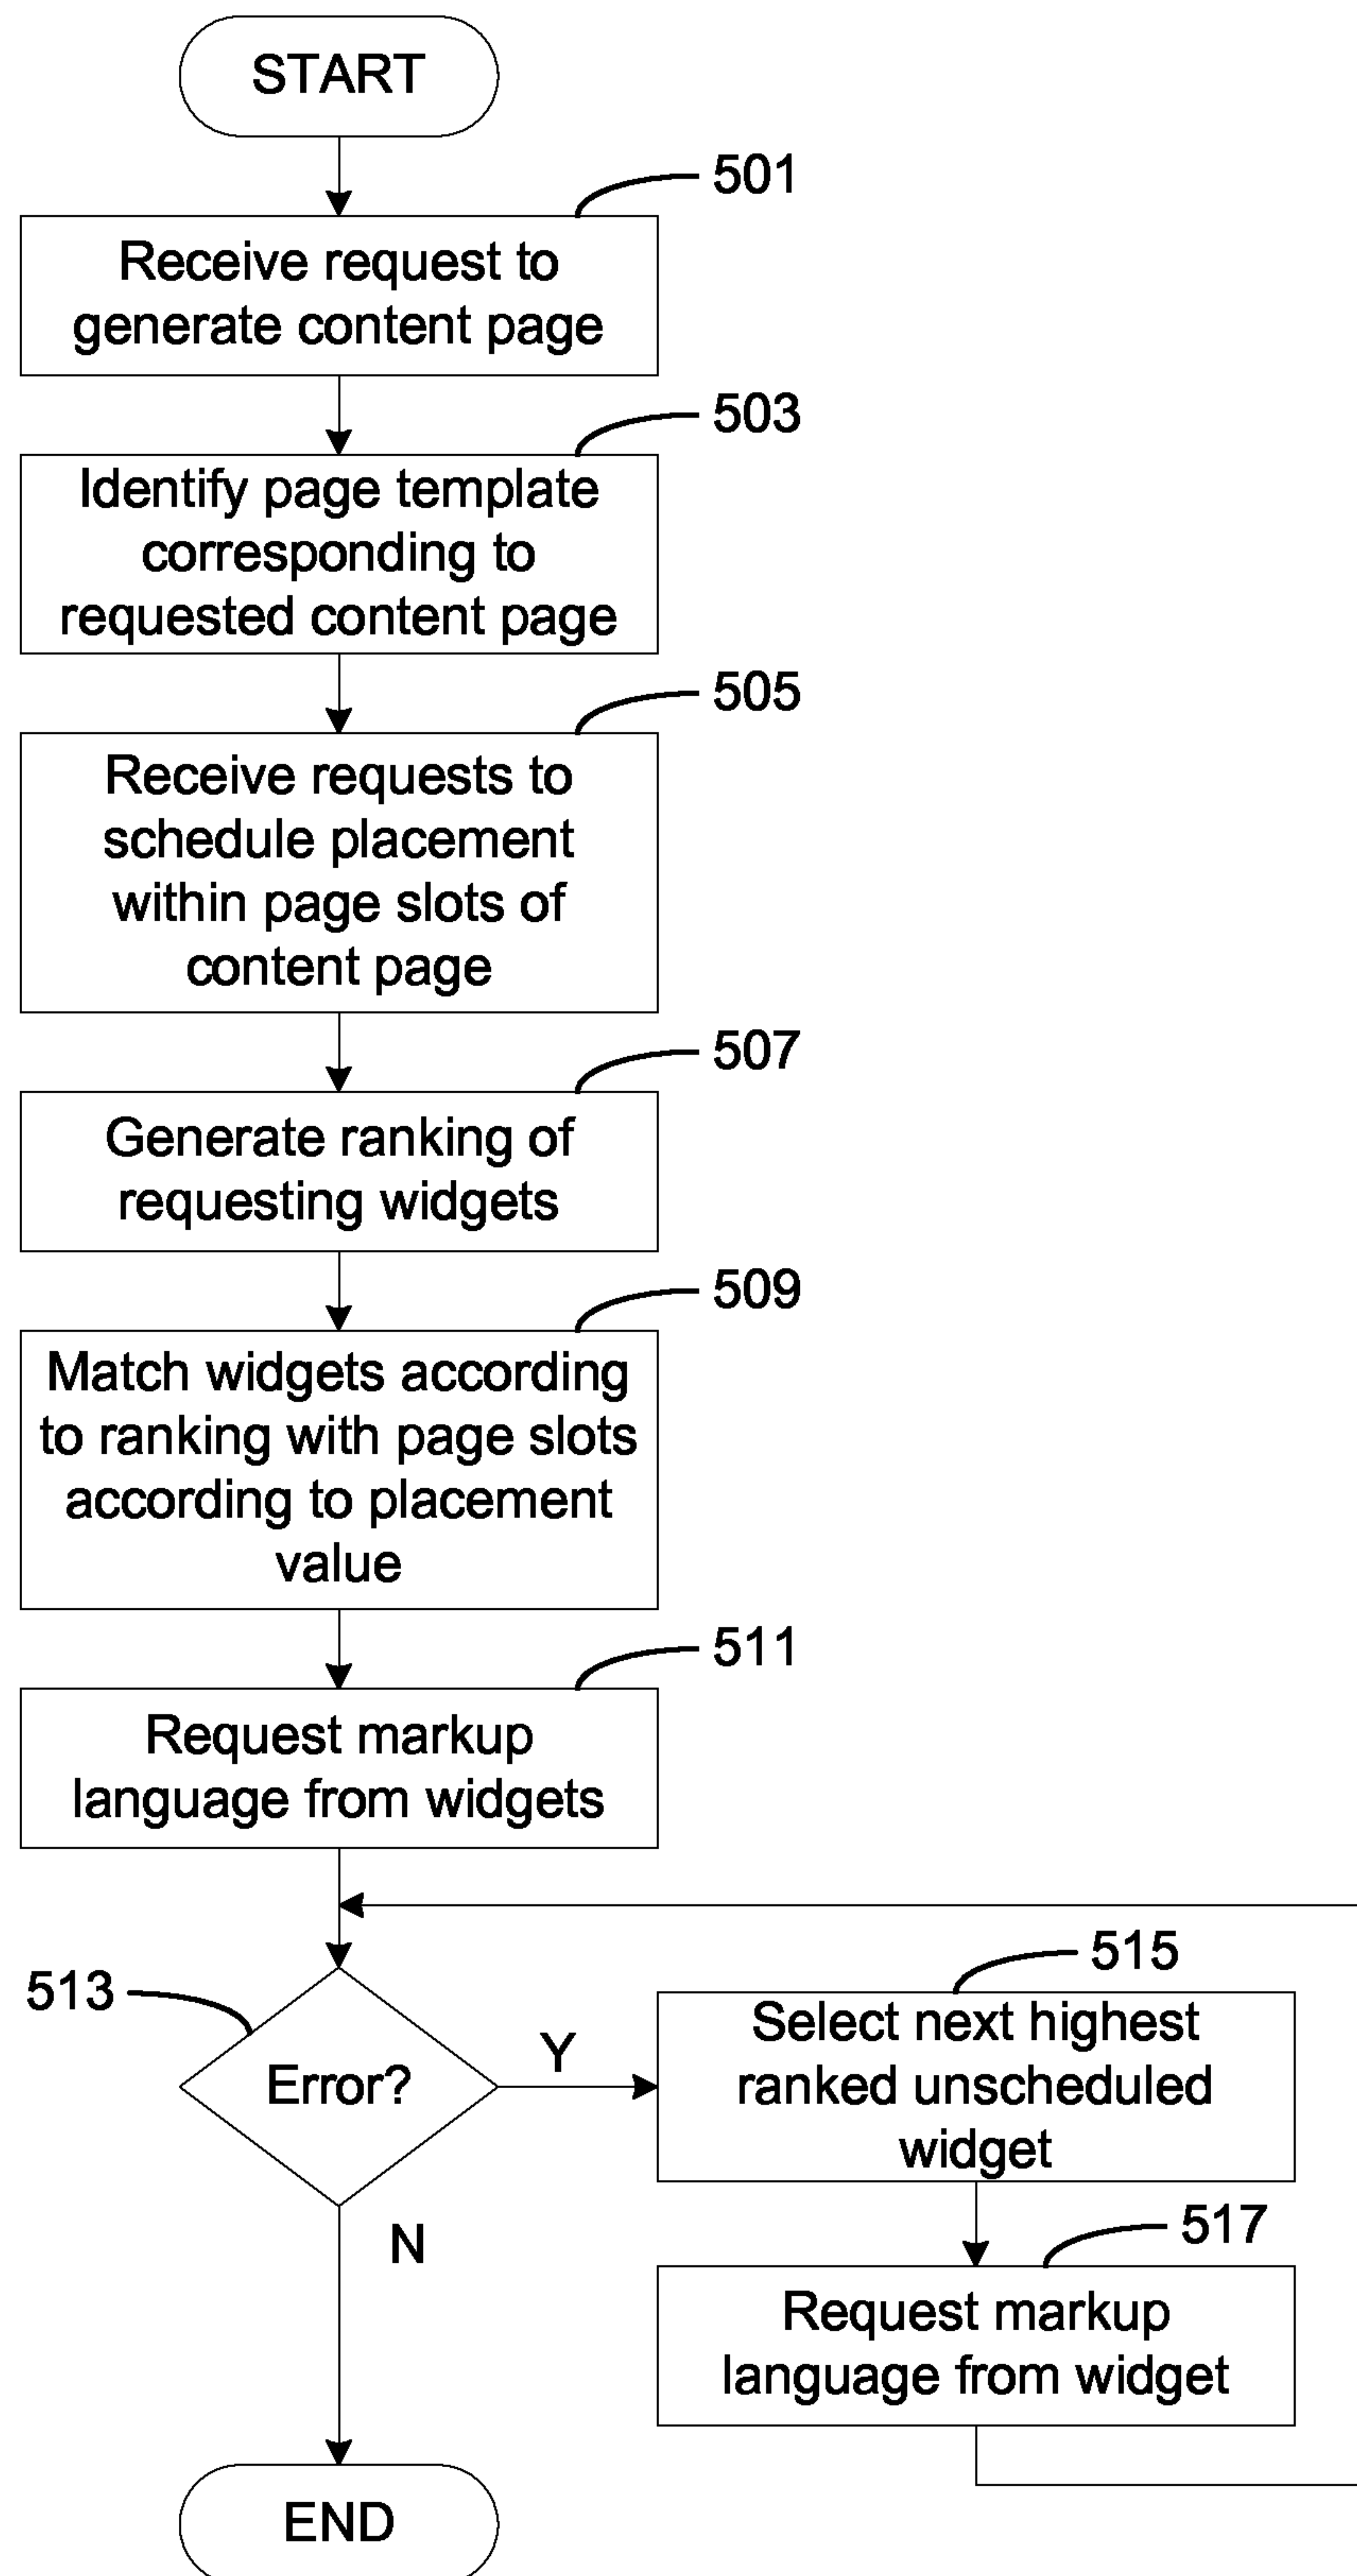 START
501
Receive request to
generate content page
503
Identify page template
corresponding to
requested content page
505
Receive requests to
schedule placement
within page slots of
content page
507
Generate ranking of
requesting widgets
509
Match widgets according
to ranking with page slots
according to placement
value
511
Request markup
language from widgets
513
Error?
Y
515
Select next highest
ranked unscheduled
widget
N
517
Request markup
language from widget
END